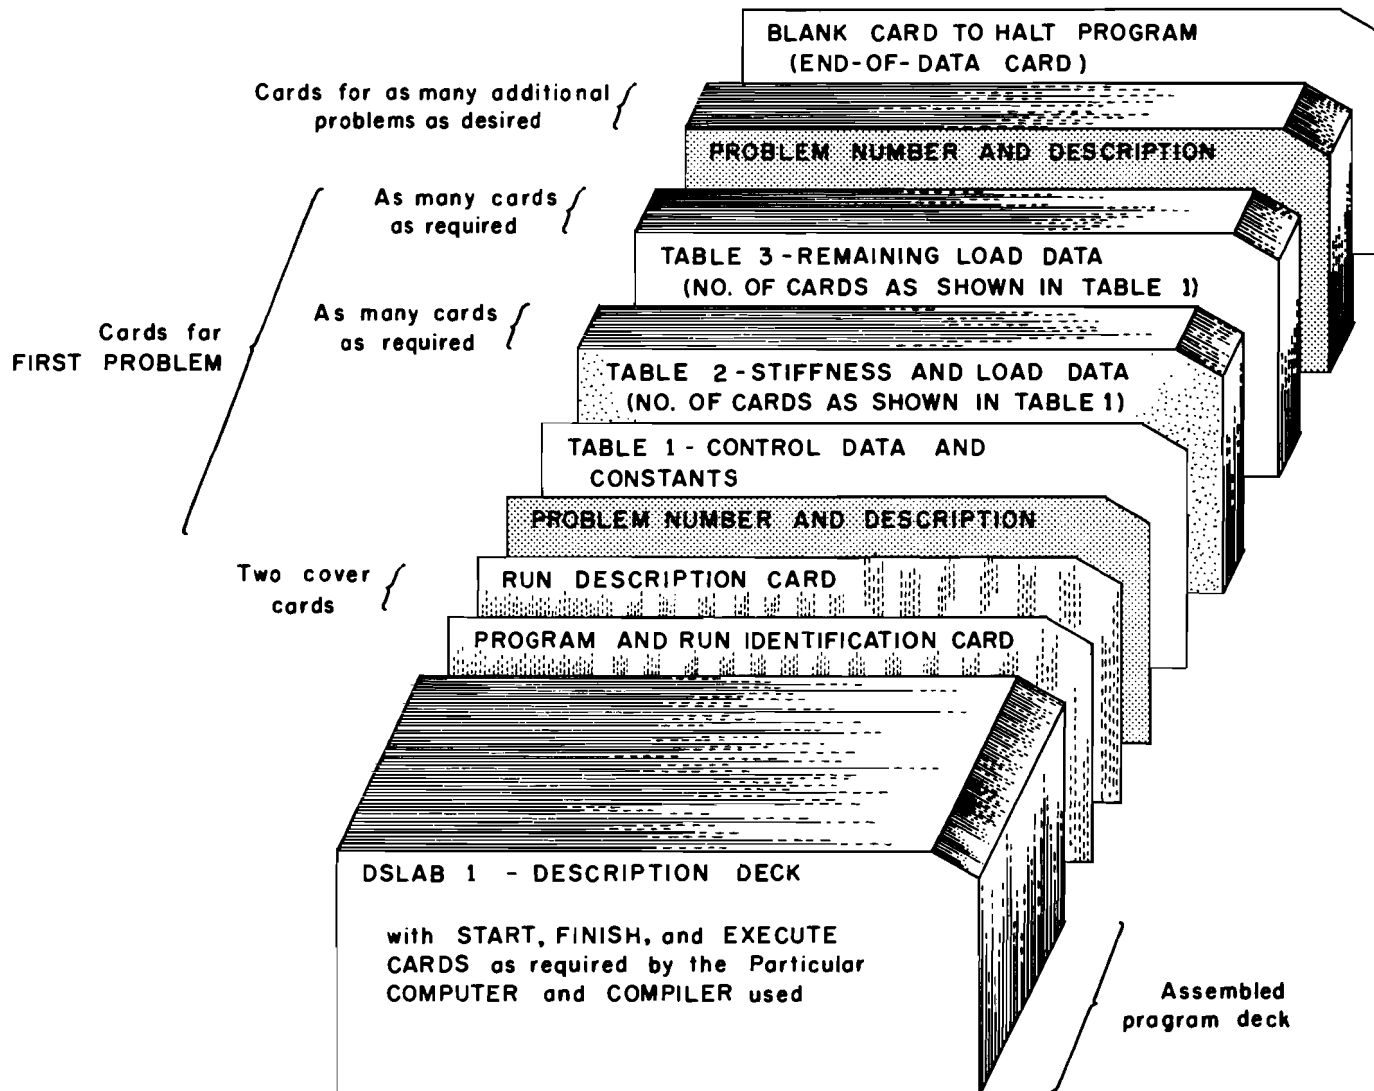 BLANK CARD TO HALT PROGRAM
(END-OF-DATA CARD)
Cards for as many additional
problems as desired
PROBLEM NUMBER AND DESCRIPTION
As many cards
as required
TABLE 3 - REMAINING LOAD DATA
(NO. OF CARDS AS SHOWN IN TABLE 1)
As many cards
as required
Cards far
FIRST PROBLEM
TABLE 2 - STIFFNESS AND LOAD DATA
(NO. OF CARDS AS SHOWN IN TABLE 1)
TABLE 1 - CONTROL DATA AND
CONSTANTS
PROBLEM NUMBER AND DESCRIPTION
Two cover
cards
RUN DESCRIPTION CARD
PROGRAM AND RUN IDENTIFICATION CARD
DSLAB 1 - DESCRIPTION DECK
with START, FINISH, and EXECUTE
CARDS as required by the Particular
COMPUTER and COMPILER used
Assembled
pragram deck